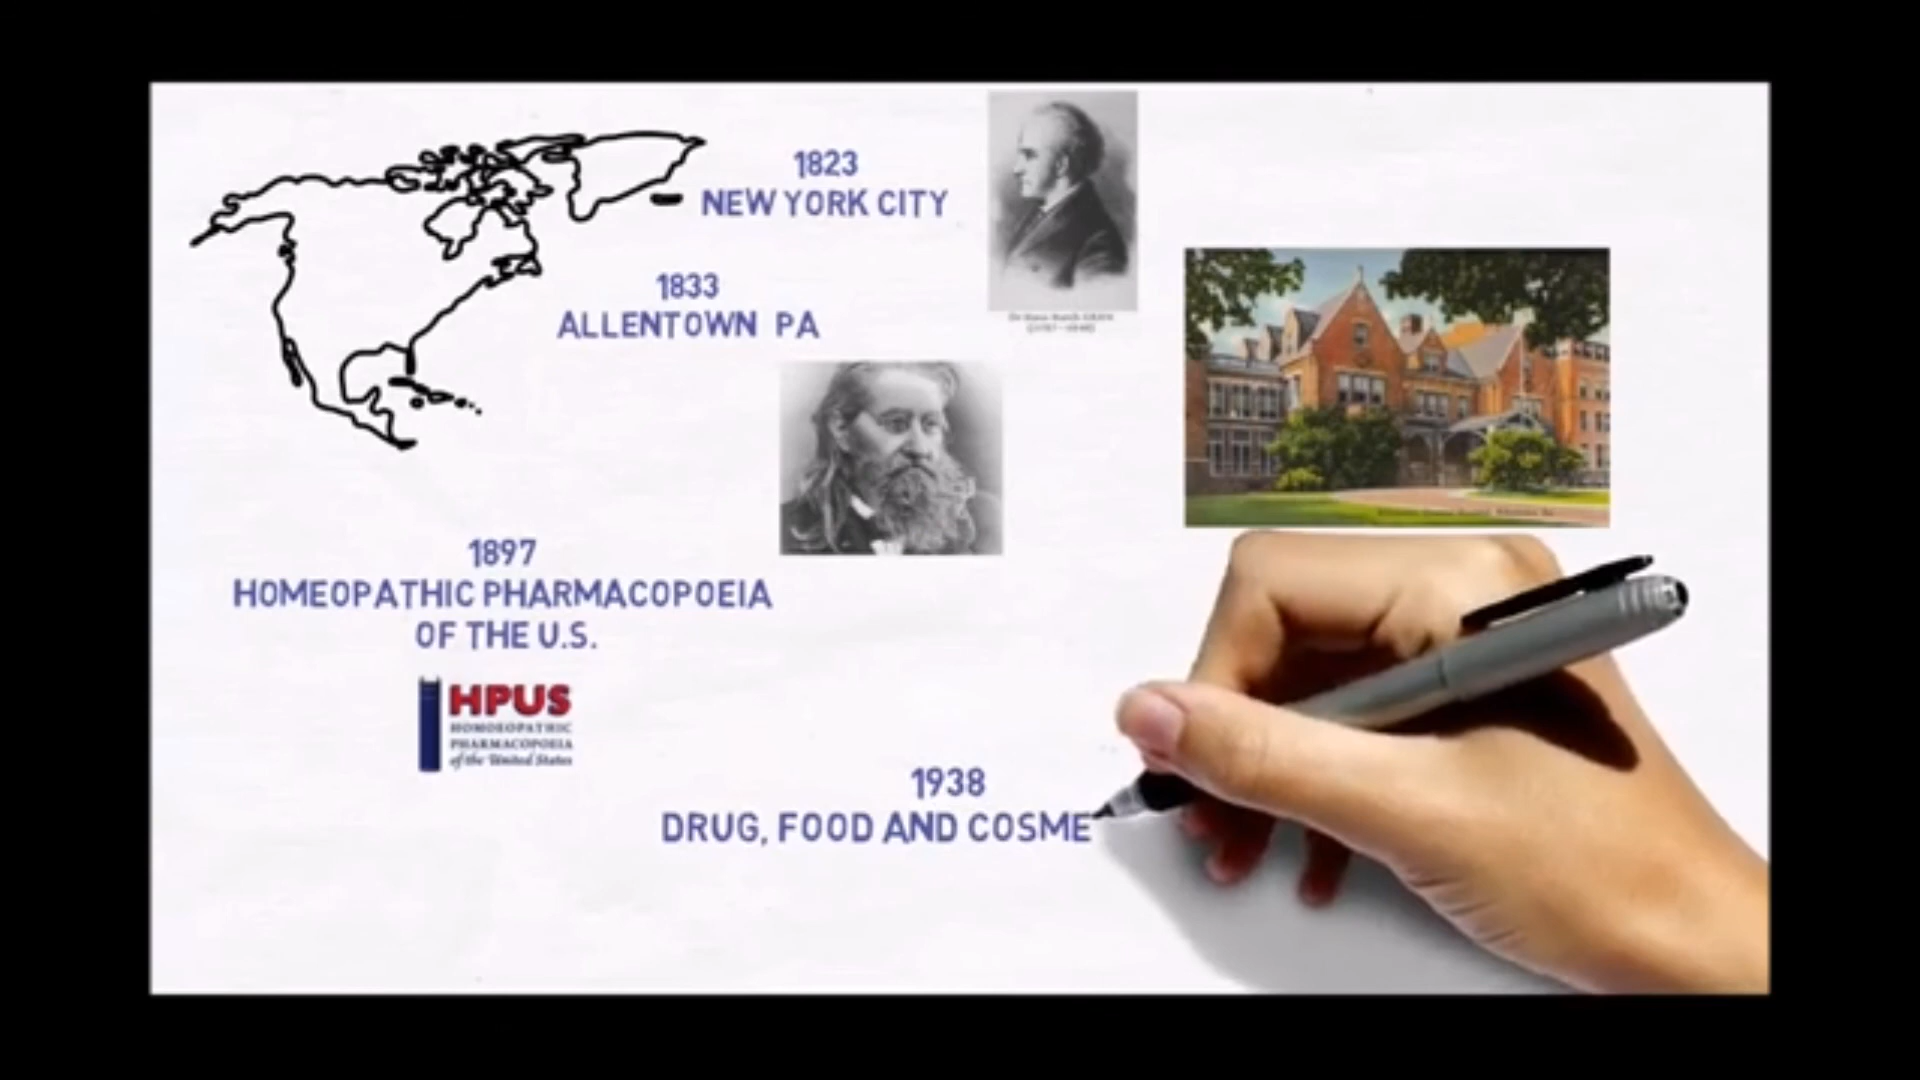 1823
NEW YORK CITY
1833
ALLENTOWN PA
1897
HOMEOPATHIC PHARMACOPOEIA
OF THE U.S.
HPUS
HOMOEOPATHIC
PHARMACOPOEIA
of the United States
1938
DRUG, FOOD AND COSME